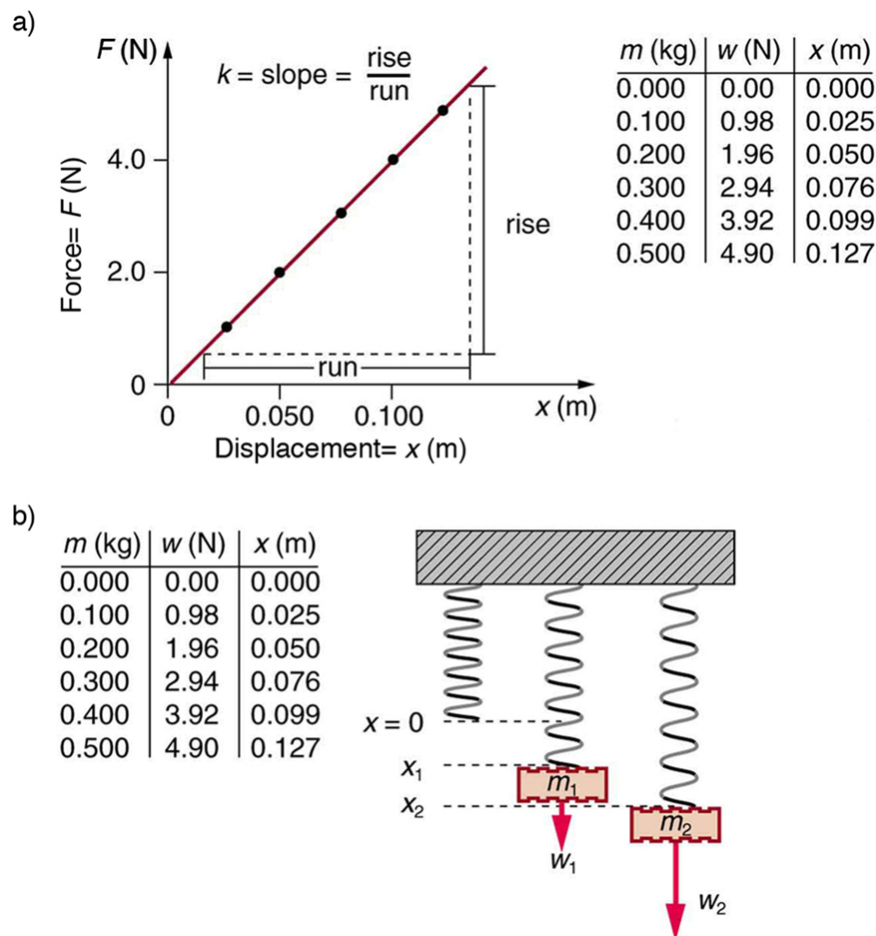 a)
F (N)
k = slope = rise
run
Force= F (N)
4.0
2.0
0
rise
run
0 0.050 0.100 x (m)
Displacement= x (m)
m (kg) w (N) x (m)
0.000 0.00 0.000
0.100 0.98 0.025
0.200 1.96 0.050
0.300 2.94 0.076
0.400 3.92 0.099
0.500 4.90 0.127
b)
m (kg) w (N) x (m)
0.000 0.00 0.000
0.100 0.98 0.025
0.200 1.96 0.050
0.300 2.94 0.076
0.400 3.92 0.099
0.500 4.90 0.127
x = 0
x₁
x₂
m₁
m₂
w₁
w₂